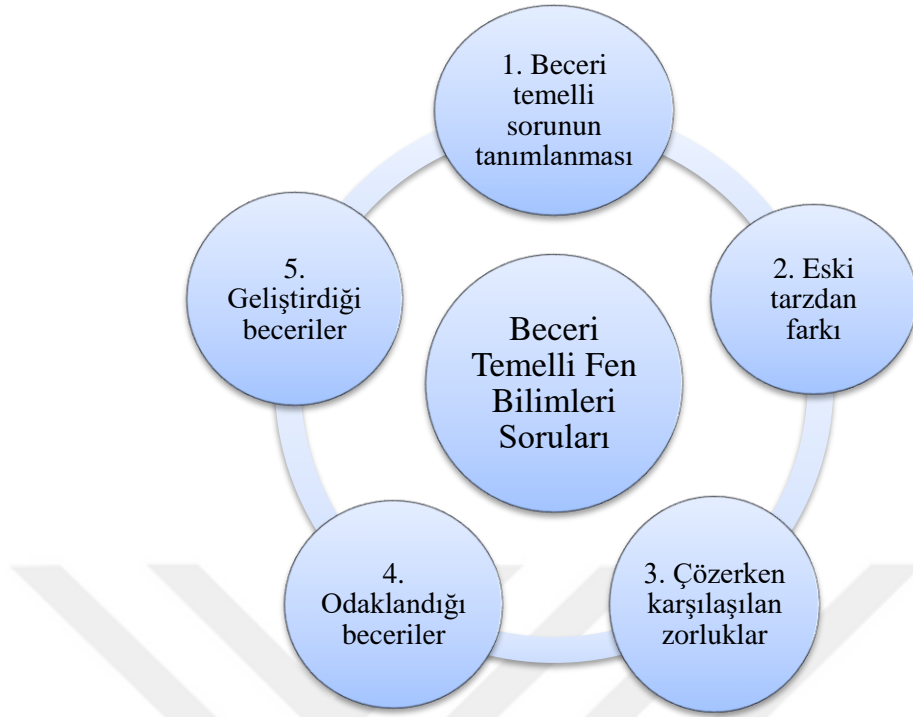 1. Beceri
temelli
sorunun
tanımlanması
2. Eski
tarzdan
farkı
3. Çözerken
karşılaşılan
zorluklar
4.
Odaklandığı
beceriler
5.
Geliştirdiği
beceriler
Beceri
Temelli Fen
Bilimleri
Soruları